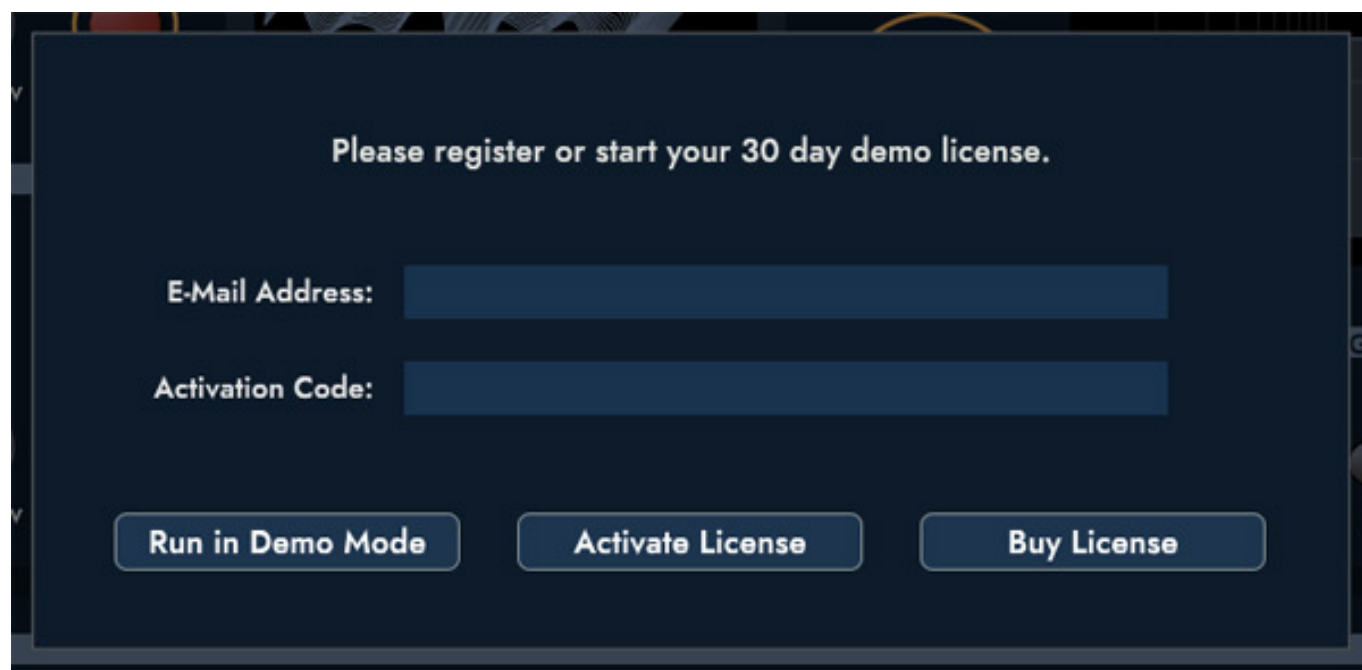 Please register or start your 30 day demo license.
E-Mail Address:
Activation Code:
Run in Demo Mode
Activate License
Buy License